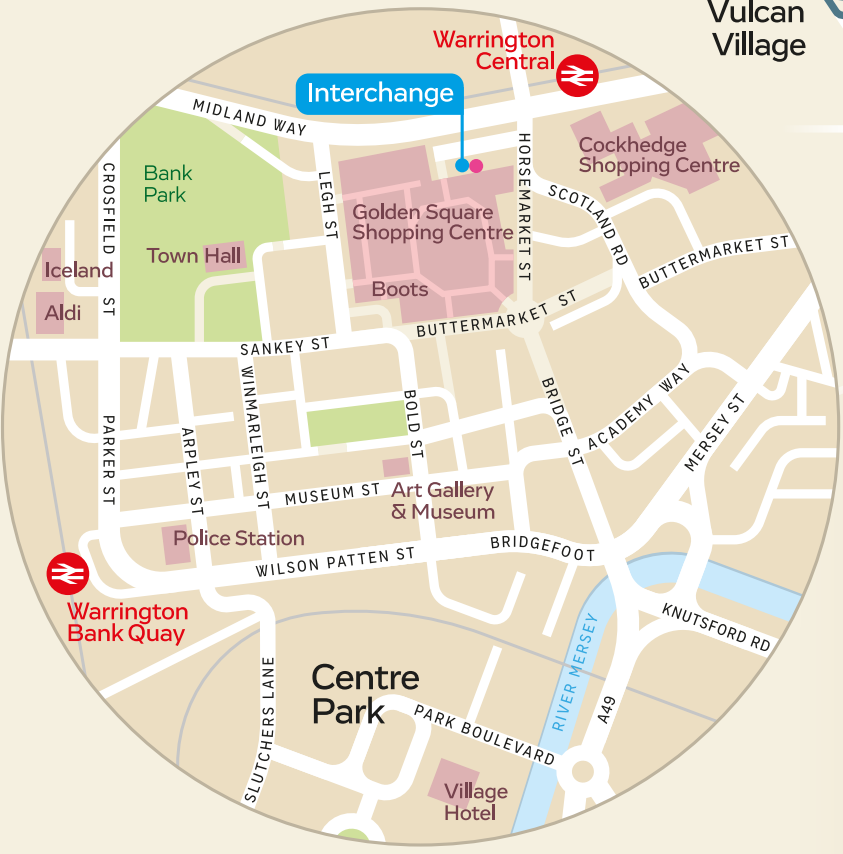 Vulcan
Village
Warrington
Central
Interchange
MIDLAND WAY
Cockhedge
Shopping Centre
Bank
Park
CROSFIELD ST
LEGH ST
HORSEMARKET ST
SCOTLAND RD
Golden Square
Shopping Centre
Town Hall
Iceland
BUTTERMARKET ST
Boots
Aldi
BUTTERMARKET ST
SANKEY ST
WINMARLEIGH ST
BOLD ST
BRIDGE ST
ACADEMY WAY
MERSEY ST
PARKER ST
ARPLEY ST
MUSEUM ST
Art Gallery
& Museum
Police Station
WILSON PATTEN ST
BRIDGEFOOT
Warrington
Bank Quay
KNUTSFORD RD
RIVER MERSEY
SLUTCHERS LANE
Centre
Park
A49
PARK BOULEVARD
Village
Hotel